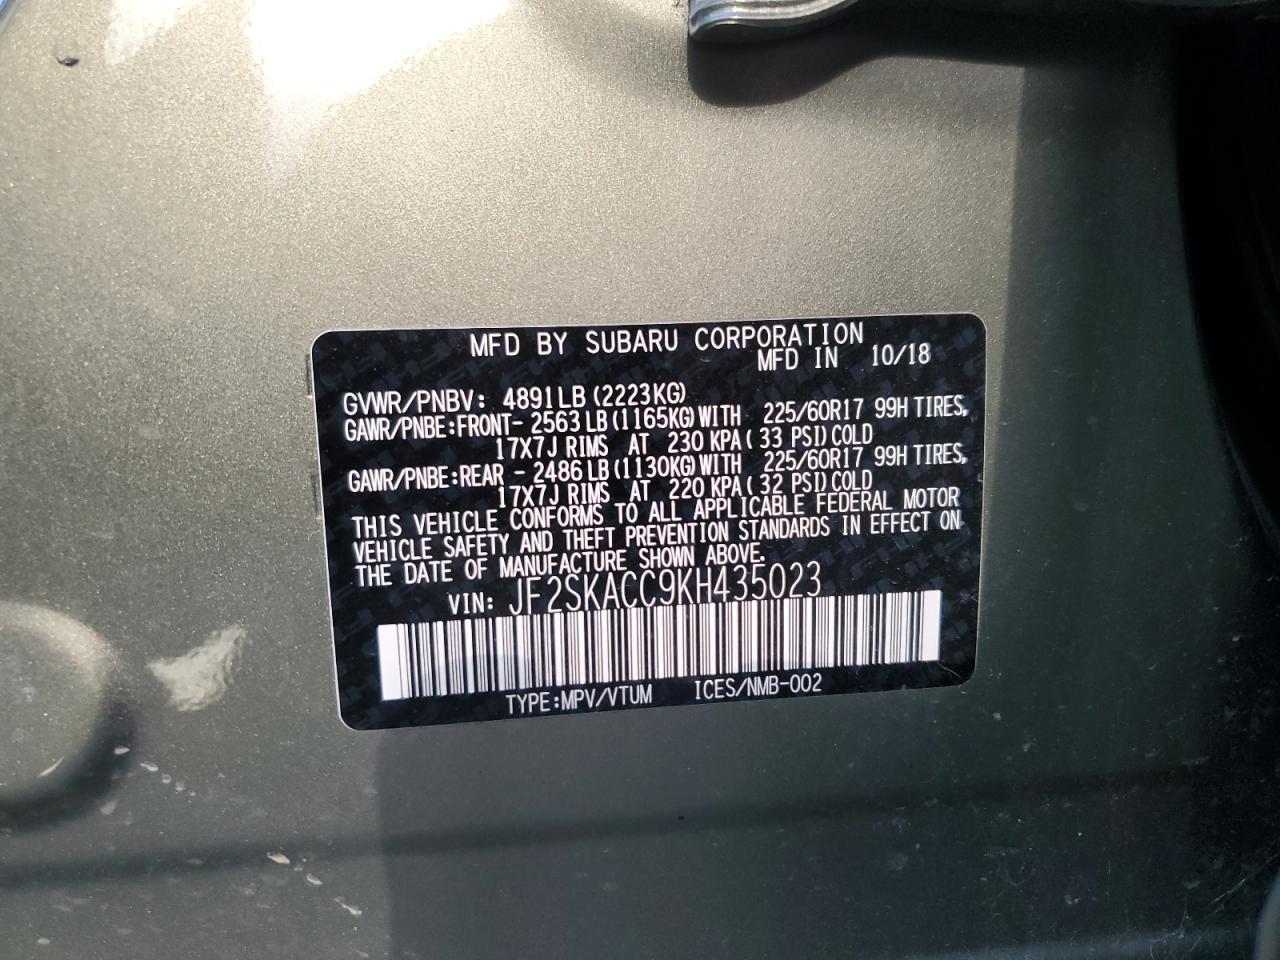 MFD BY SUBARU CORPORATION
MFD IN 10/18
GVWR/PNBV: 4891LB (2223KG)
GAWR/PNBE:FRONT- 2563LB (1165KG) WITH 225/60R17 99H TIRES,
17X7J RIMS AT 230 KPA (33 PSI) COLD
GAWR/PNBE:REAR - 2486LB (1130KG) WITH 225/60R17 99H TIRES,
17X7J RIMS AT 220 KPA (32 PSI) COLD
THIS VEHICLE CONFORMS TO ALL APPLICABLE FEDERAL MOTOR
VEHICLE SAFETY AND THEFT PREVENTION STANDARDS IN EFFECT ON
THE DATE OF MANUFACTURE SHOWN ABOVE.
VIN: JF2SKACC9KH435023
TYPE:MPV/VTUM ICES/NMB-002